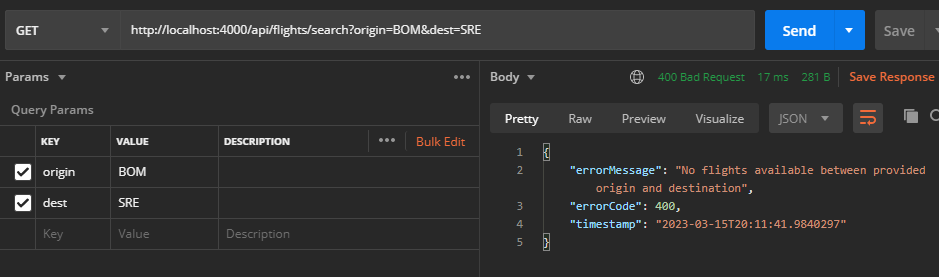 GET http://localhost:4000/api/flights/search?origin=BOM&dest=SRE Send Save
Params
Query Params
KEY VALUE DESCRIPTION Bulk Edit
origin BOM
dest SRE
Key Value Description
Body 400 Bad Request 17 ms 281 B Save Response
Pretty Raw Preview Visualize JSON
1 {
2 "errorMessage": "No flights available between provided
origin and destination",
3 "errorCode": 400,
4 "timestamp": "2023-03-15T20:11:41.9840297"
5 }